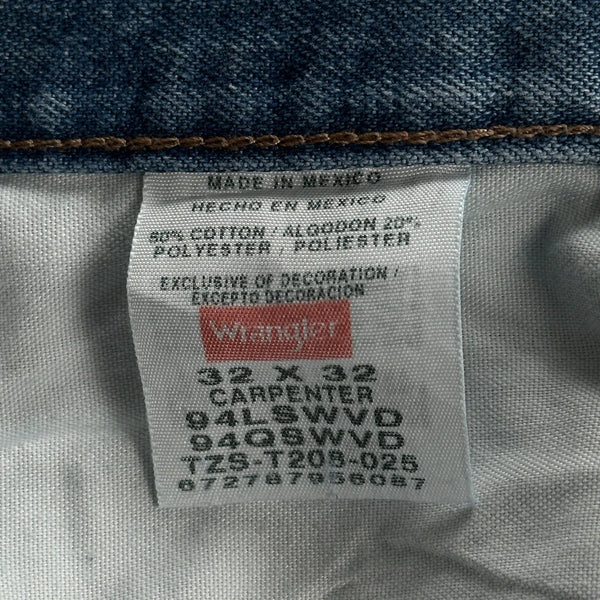 MADE IN MEXICO
HECHO EN MEXICO
80% COTTON / ALGODON 20%
POLYESTER / POLIESTER
EXCLUSIVE OF DECORATION /
EXCEPTO DECORACION
Wrangler
32 X 32
CARPENTER
94LSWVD
94QSWVD
TZS-T208-025
672787956087